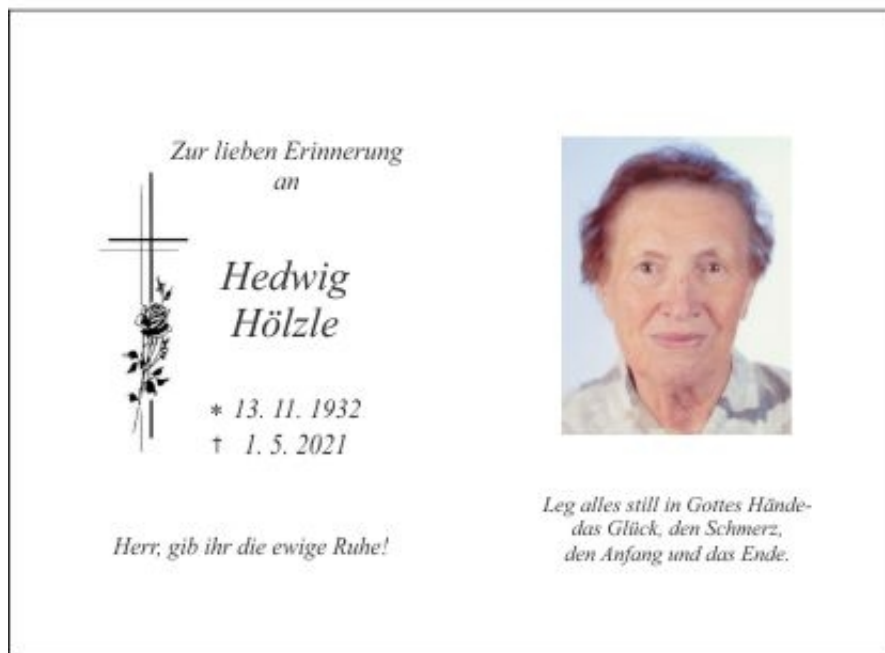 Zur lieben Erinnerung
an
Hedwig
Hölzle
* 13. 11. 1932
† 1. 5. 2021
Herr, gib ihr die ewige Ruhe!
Leg alles still in Gottes Hände-
das Glück, den Schmerz,
den Anfang und das Ende.